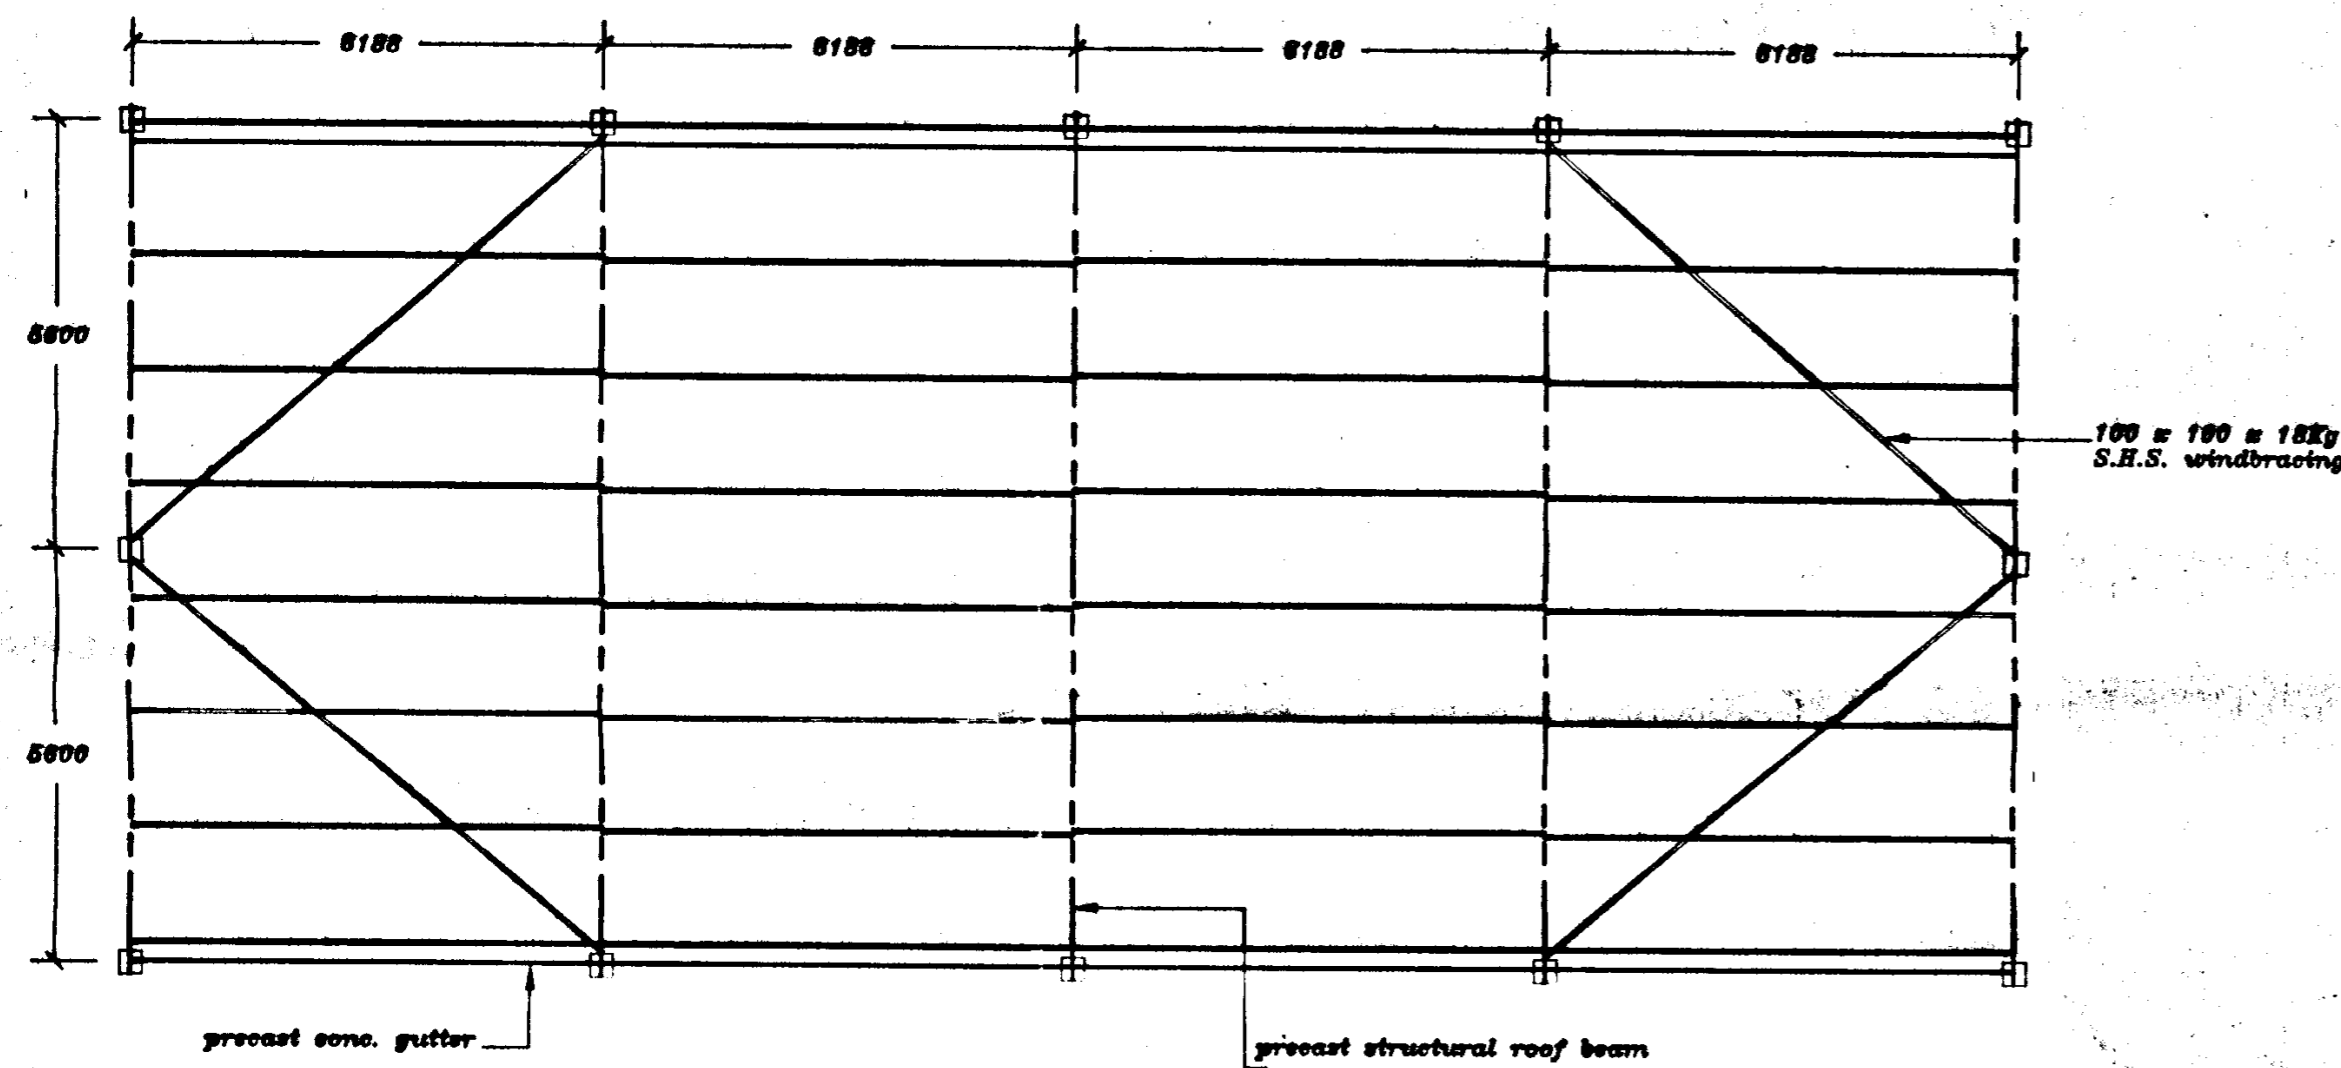 6188
6188
6188
6188
5600
100 x 100 x 18Kg
S.H.S. windbracing
5600
precast conc. gutter
precast structural roof beam